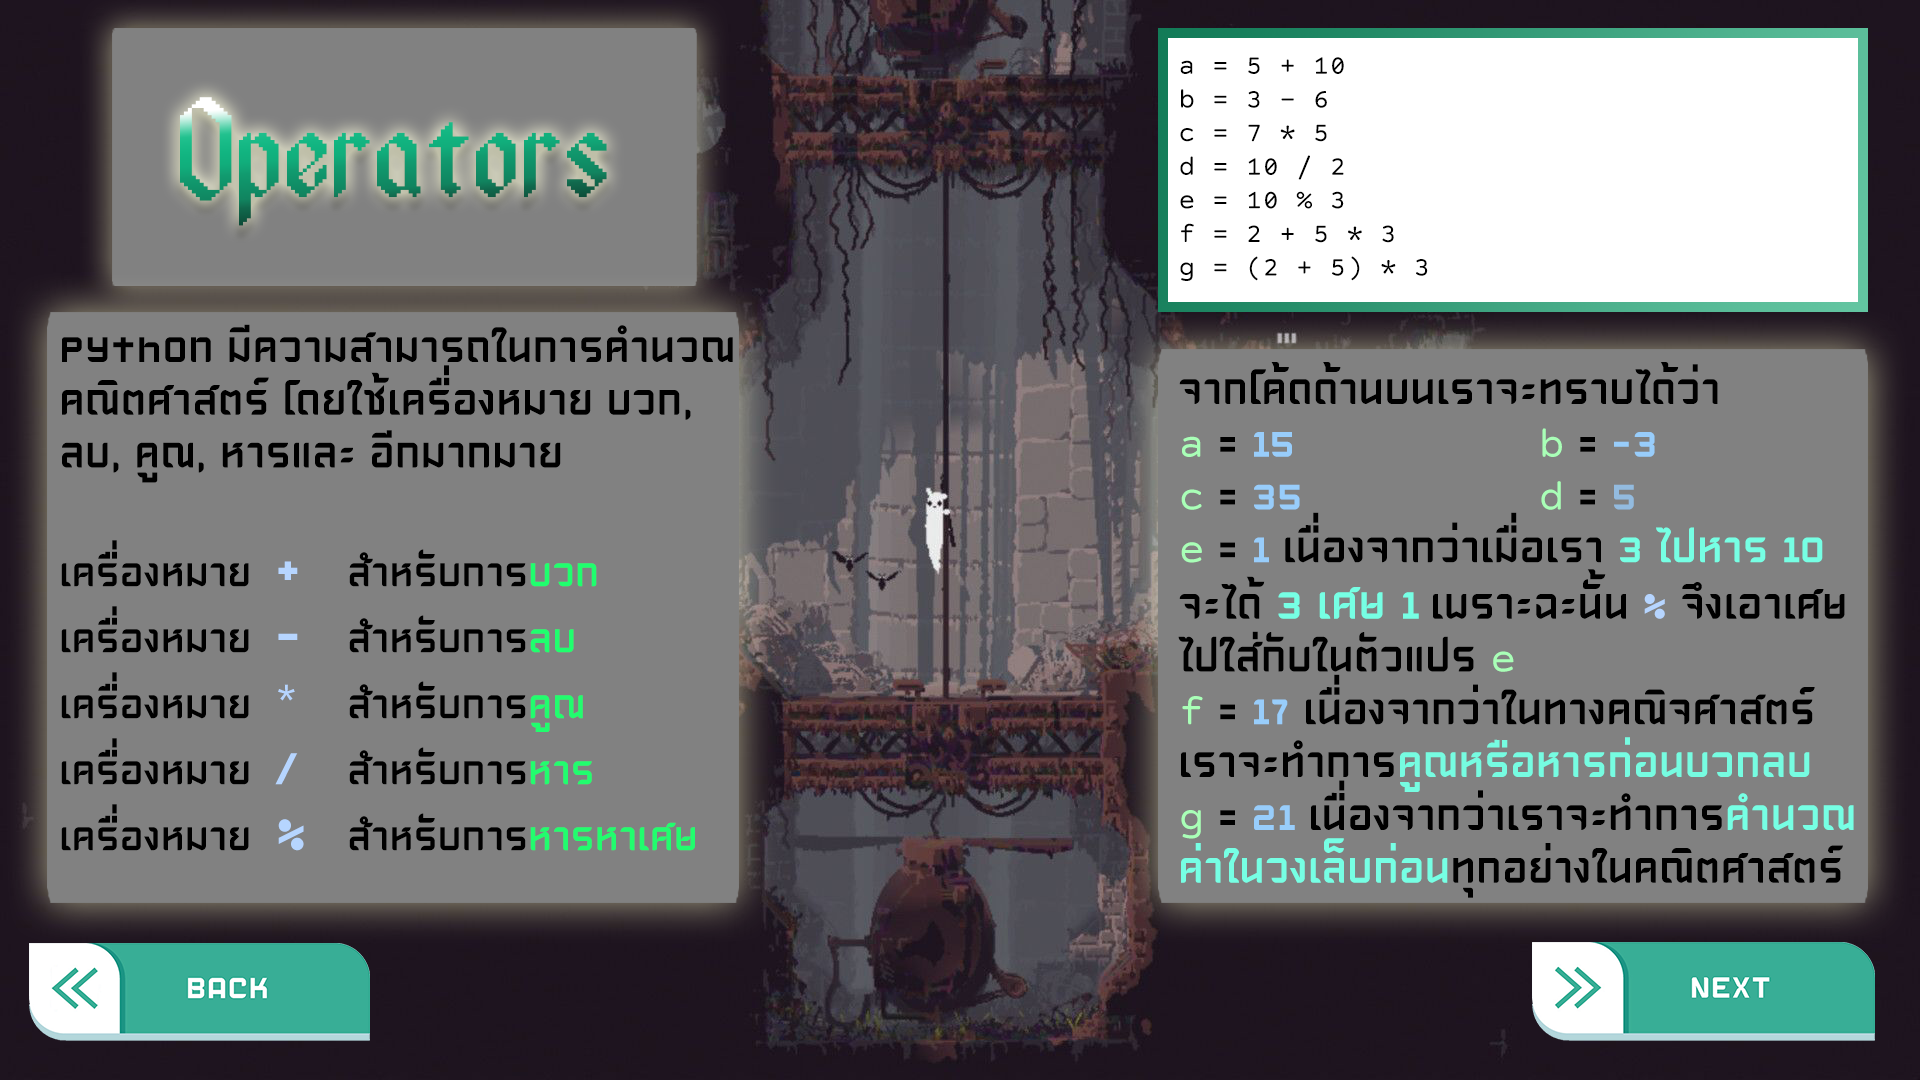 Operators
Python มีความสามารถในการคำนวณ
คณิตศาสตร์ โดยใช้เครื่องหมาย บวก,
ลบ, คูณ, หารและ อีกมากมาย
เครื่องหมาย + สำหรับการบวก
เครื่องหมาย - สำหรับการลบ
เครื่องหมาย * สำหรับการคูณ
เครื่องหมาย / สำหรับการหาร
เครื่องหมาย % สำหรับการหารหาเศษ
a = 5 + 10
b = 3 - 6
c = 7 * 5
d = 10 / 2
e = 10 % 3
f = 2 + 5 * 3
g = (2 + 5) * 3
จากโค้ดด้านบนเราจะทราบได้ว่า
a = 15 b = -3
c = 35 d = 5
e = 1 เนื่องจากว่าเมื่อเรา 3 ไปหาร 10
จะได้ 3 เศษ 1 เพราะฉะนั้น % จึงเอาเศษ
ไปใส่กับในตัวแปร e
f = 17 เนื่องจากว่าในทางคณิจศาสตร์
เราจะทำการคูณหรือหารก่อนบวกลบ
g = 21 เนื่องจากว่าเราจะทำการคำนวณ
ค่าในวงเล็บก่อนทุกอย่างในคณิตศาสตร์
BACK
NEXT